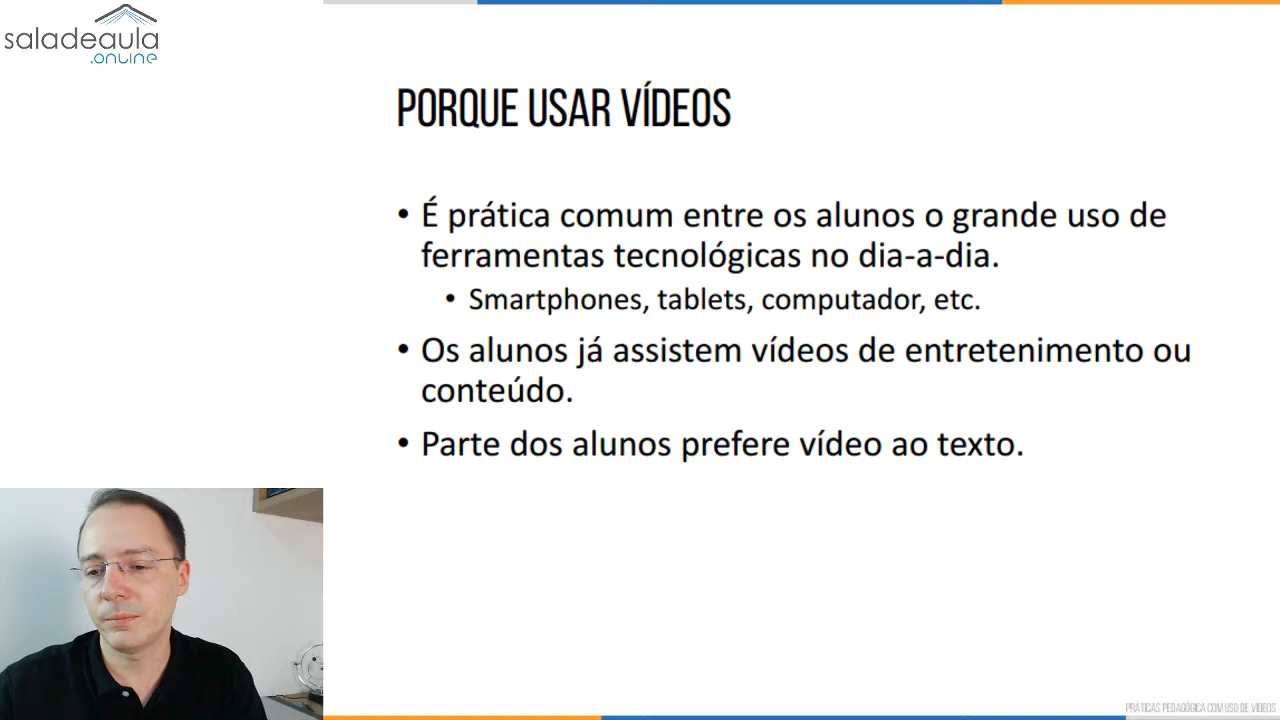 saladeaula
.online
PORQUE USAR VÍDEOS
• É prática comum entre os alunos o grande uso de
ferramentas tecnológicas no dia-a-dia.
• Smartphones, tablets, computador, etc.
• Os alunos já assistem vídeos de entretenimento ou
conteúdo.
• Parte dos alunos prefere vídeo ao texto.
PRÁTICAS PEDAGÓGICA COM USO DE VÍDEOS